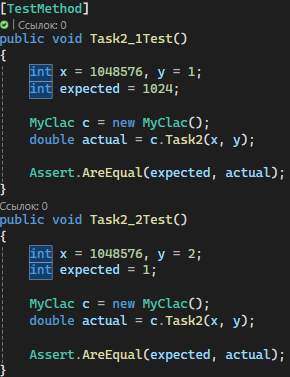 [TestMethod]
| Ссылок: 0
public void Task2_1Test()
{
int x = 1048576, y = 1;
int expected = 1024;
MyClac c = new MyClac();
double actual = c.Task2(x, y);
Assert.AreEqual(expected, actual);
}
Ссылок: 0
public void Task2_2Test()
{
int x = 1048576, y = 2;
int expected = 1;
MyClac c = new MyClac();
double actual = c.Task2(x, y);
Assert.AreEqual(expected, actual);
}